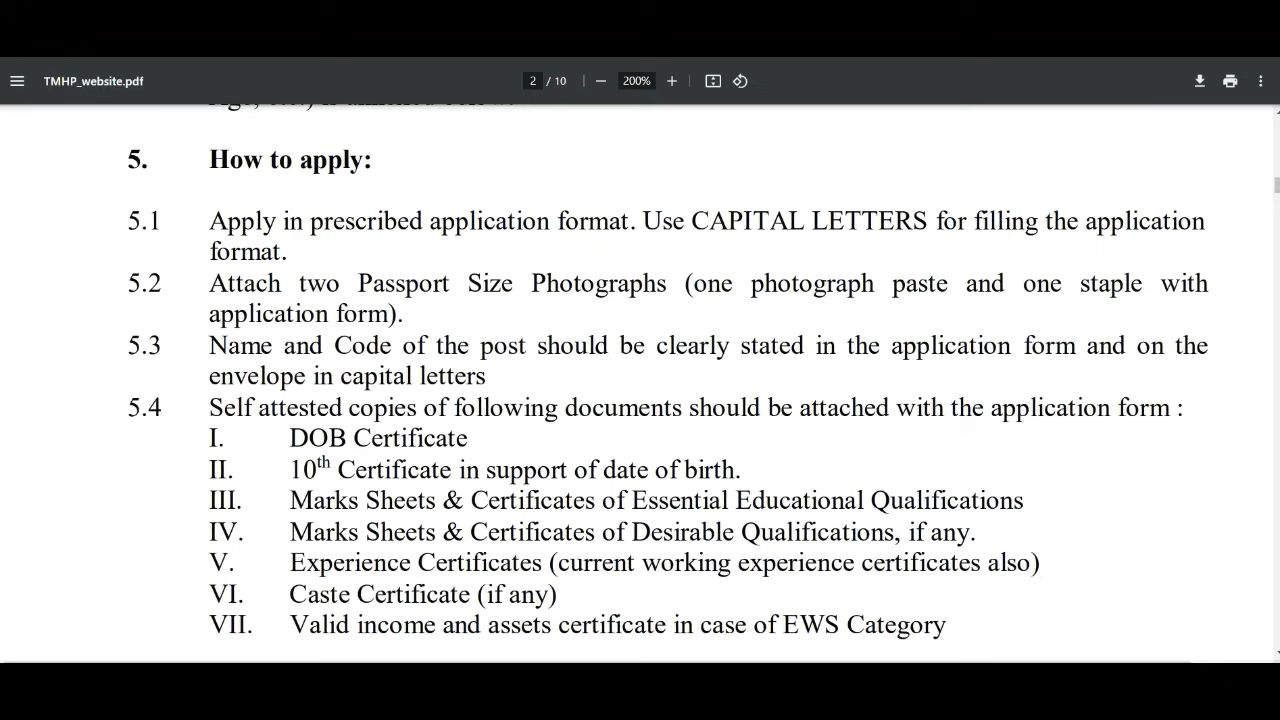 TMHP_website.pdf
2 / 10
200%
5. How to apply:
5.1 Apply in prescribed application format. Use CAPITAL LETTERS for filling the application
format.
5.2 Attach two Passport Size Photographs (one photograph paste and one staple with
application form).
5.3 Name and Code of the post should be clearly stated in the application form and on the
envelope in capital letters
5.4 Self attested copies of following documents should be attached with the application form :
I. DOB Certificate
II. 10th Certificate in support of date of birth.
III. Marks Sheets & Certificates of Essential Educational Qualifications
IV. Marks Sheets & Certificates of Desirable Qualifications, if any.
V. Experience Certificates (current working experience certificates also)
VI. Caste Certificate (if any)
VII. Valid income and assets certificate in case of EWS Category